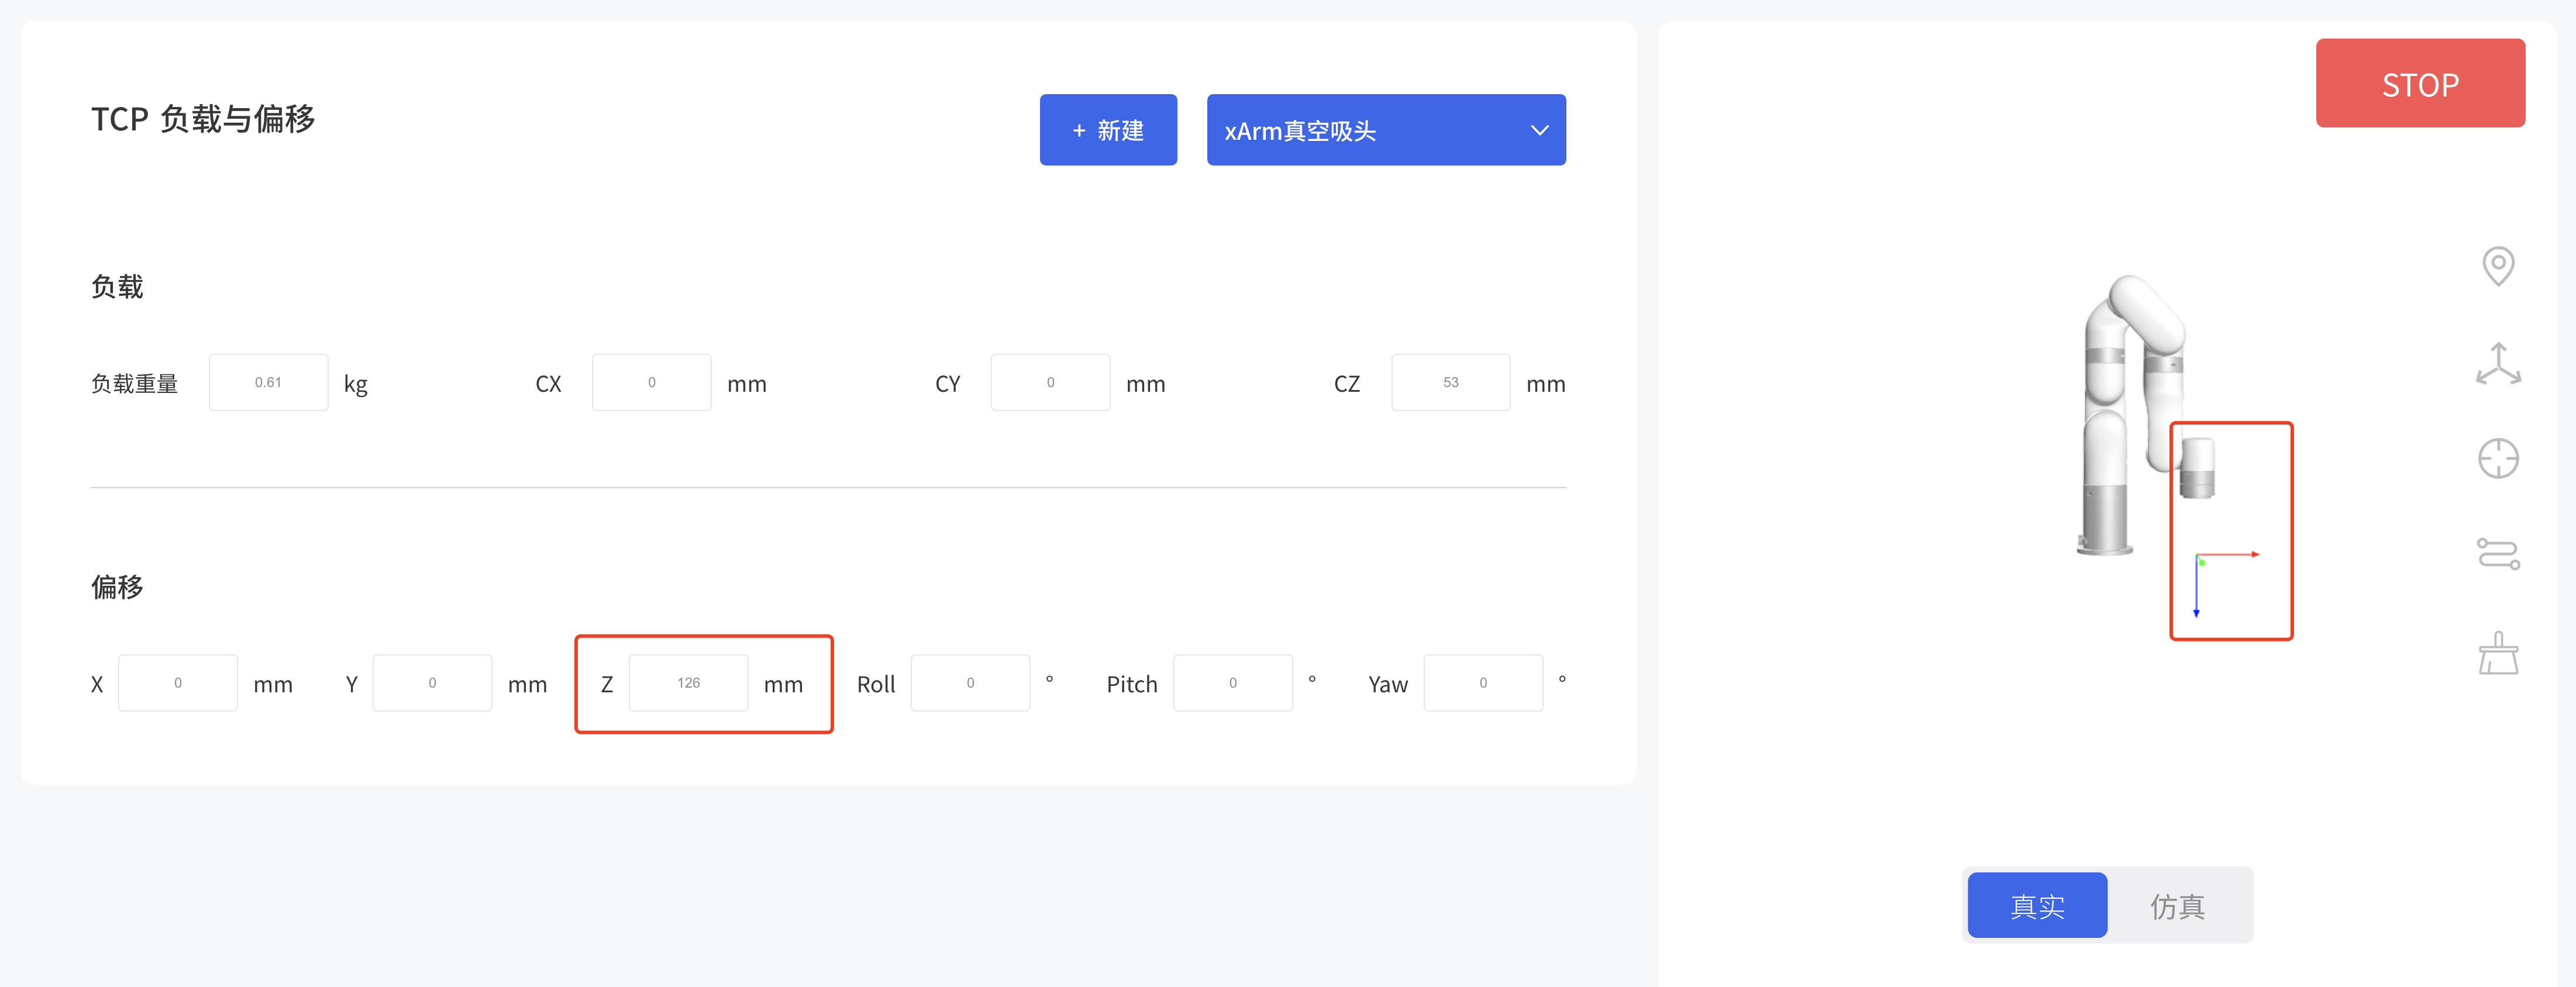 STOP
TCP 负载与偏移
+ 新建
xArm真空吸头
负载
负载重量 0.61 kg CX 0 mm CY 0 mm CZ 53 mm
偏移
X 0 mm Y 0 mm Z 126 mm Roll 0 ° Pitch 0 ° Yaw 0 °
真实 仿真